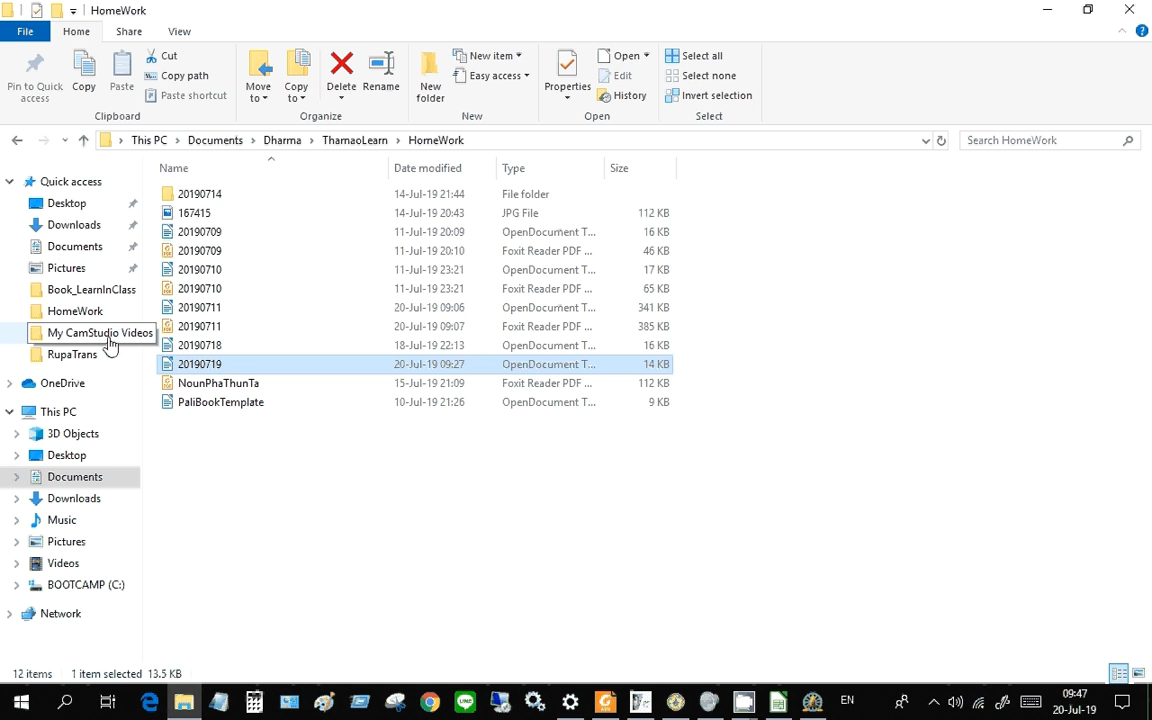 HomeWork
File Home Share View
Pin to Quick access
Copy
Paste
Cut
Copy path
Paste shortcut
Move to
Copy to
Delete
Rename
New folder
New item
Easy access
Properties
Open
Edit
History
Select all
Select none
Invert selection
Clipboard Organize New Open Select
This PC Documents Dharma ThamaoLearn HomeWork
Search HomeWork
Name Date modified Type Size
20190714 14-Jul-19 21:44 File folder
167415 14-Jul-19 20:43 JPG File 112 KB
20190709 11-Jul-19 20:09 OpenDocument T... 16 KB
20190709 11-Jul-19 20:10 Foxit Reader PDF ... 46 KB
20190710 11-Jul-19 23:21 OpenDocument T... 17 KB
20190710 11-Jul-19 23:21 Foxit Reader PDF ... 65 KB
20190711 20-Jul-19 09:06 OpenDocument T... 341 KB
20190711 20-Jul-19 09:07 Foxit Reader PDF ... 385 KB
20190718 18-Jul-19 22:13 OpenDocument T... 16 KB
20190719 20-Jul-19 09:27 OpenDocument T... 14 KB
NounPhaThunTa 15-Jul-19 21:09 Foxit Reader PDF ... 112 KB
PaliBookTemplate 10-Jul-19 21:26 OpenDocument T... 9 KB
Quick access
Desktop
Downloads
Documents
Pictures
Book_LearnInClass
HomeWork
My CamStudio Videos
RupaTrans
OneDrive
This PC
3D Objects
Desktop
Documents
Downloads
Music
Pictures
Videos
BOOTCAMP (C:)
Network
12 items 1 item selected 13.5 KB
EN
09:47
20-Jul-19